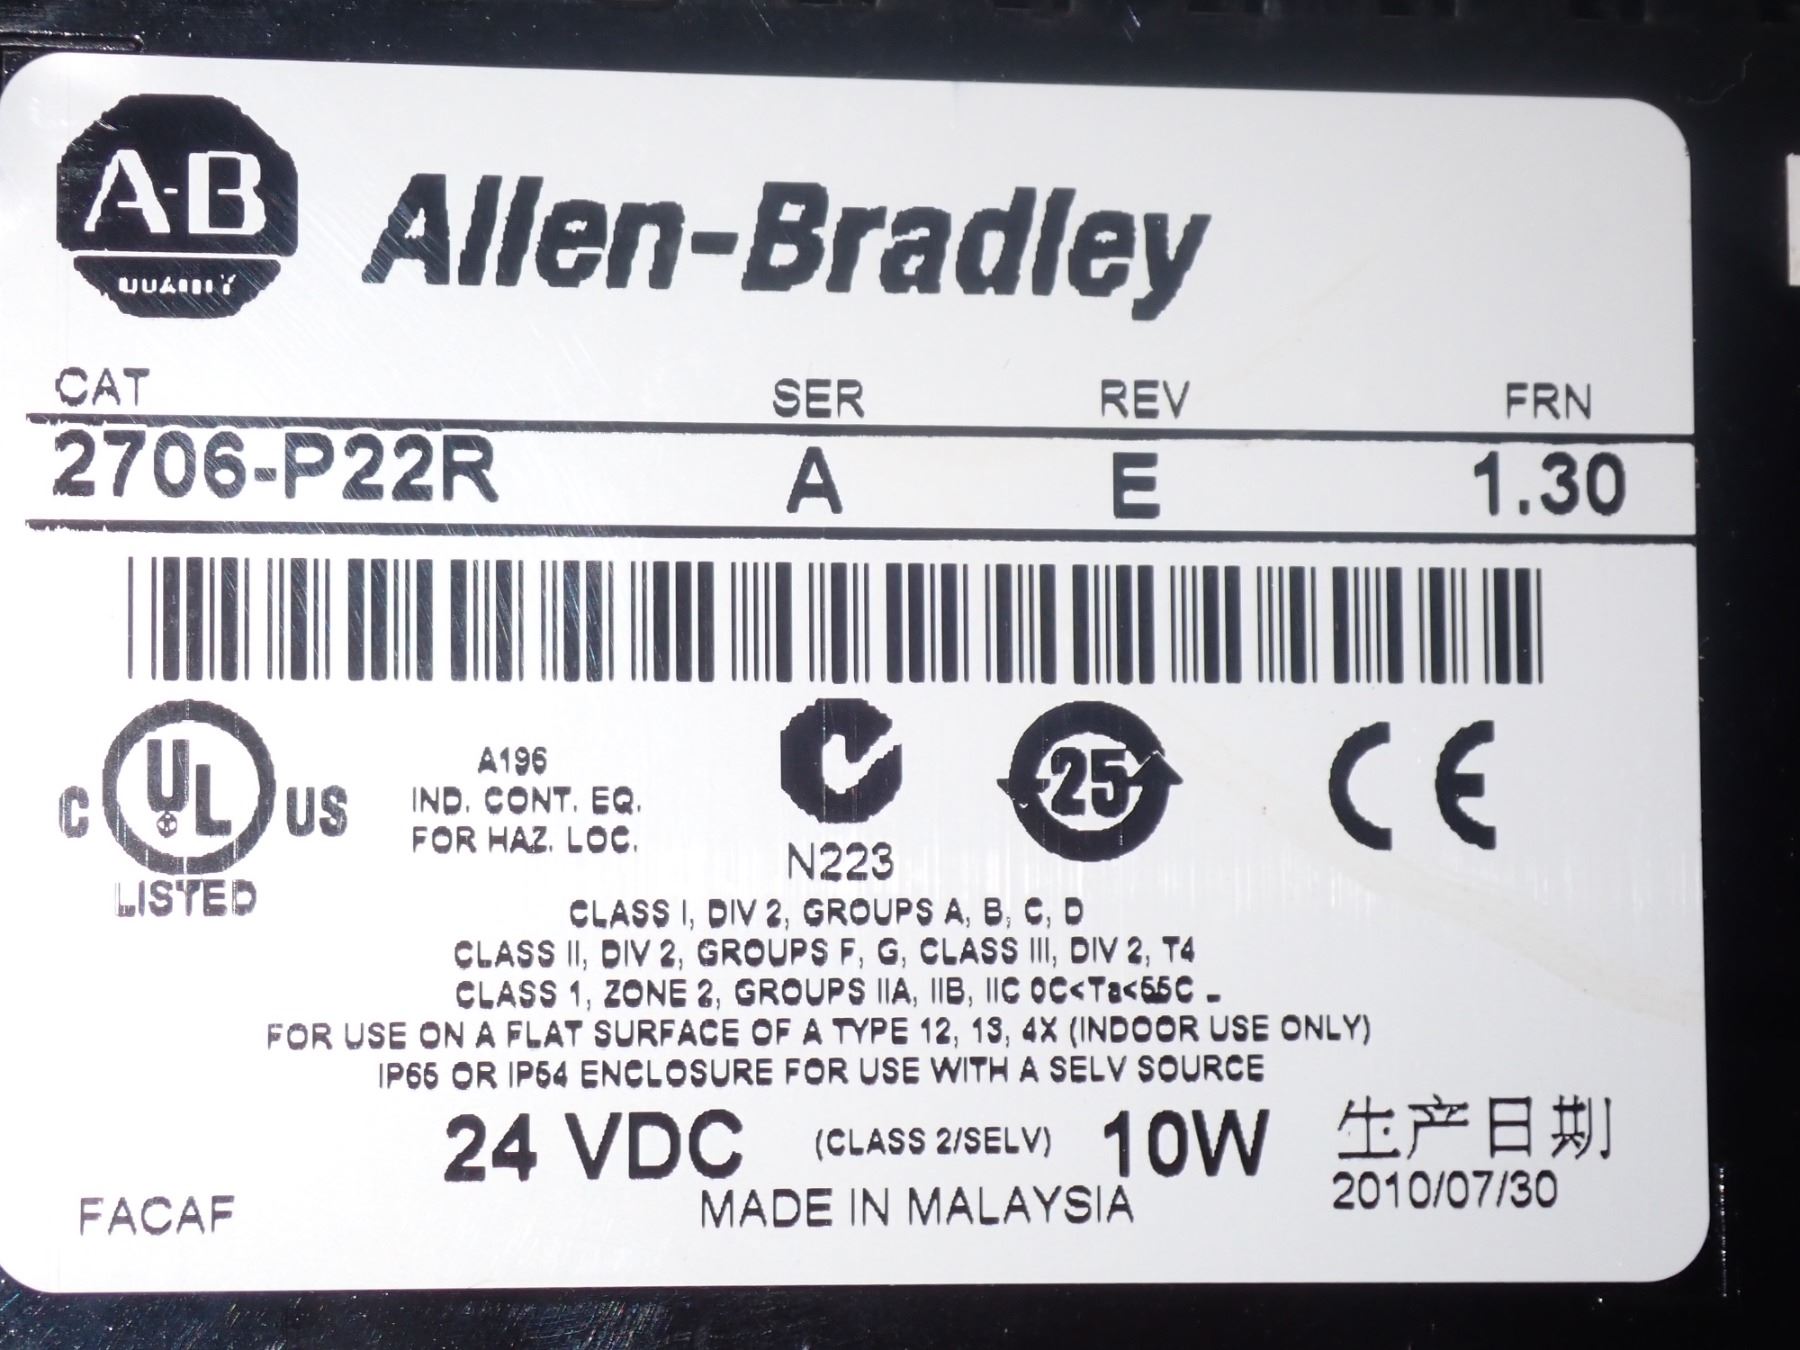 A-B
QUALITY
Allen-Bradley
CAT SER REV FRN
2706-P22R A E 1.30
C UL US
LISTED
A196
IND. CONT. EQ.
FOR HAZ. LOC.
N223
25
CE
CLASS I, DIV 2, GROUPS A, B, C, D
CLASS II, DIV 2, GROUPS F, G, CLASS III, DIV 2, T4
CLASS 1, ZONE 2, GROUPS IIA, IIB, IIC 0C<Ta<55C
FOR USE ON A FLAT SURFACE OF A TYPE 12, 13, 4X (INDOOR USE ONLY)
IP65 OR IP54 ENCLOSURE FOR USE WITH A SELV SOURCE
24 VDC (CLASS 2/SELV) 10W
生产日期
2010/07/30
MADE IN MALAYSIA
FACAF